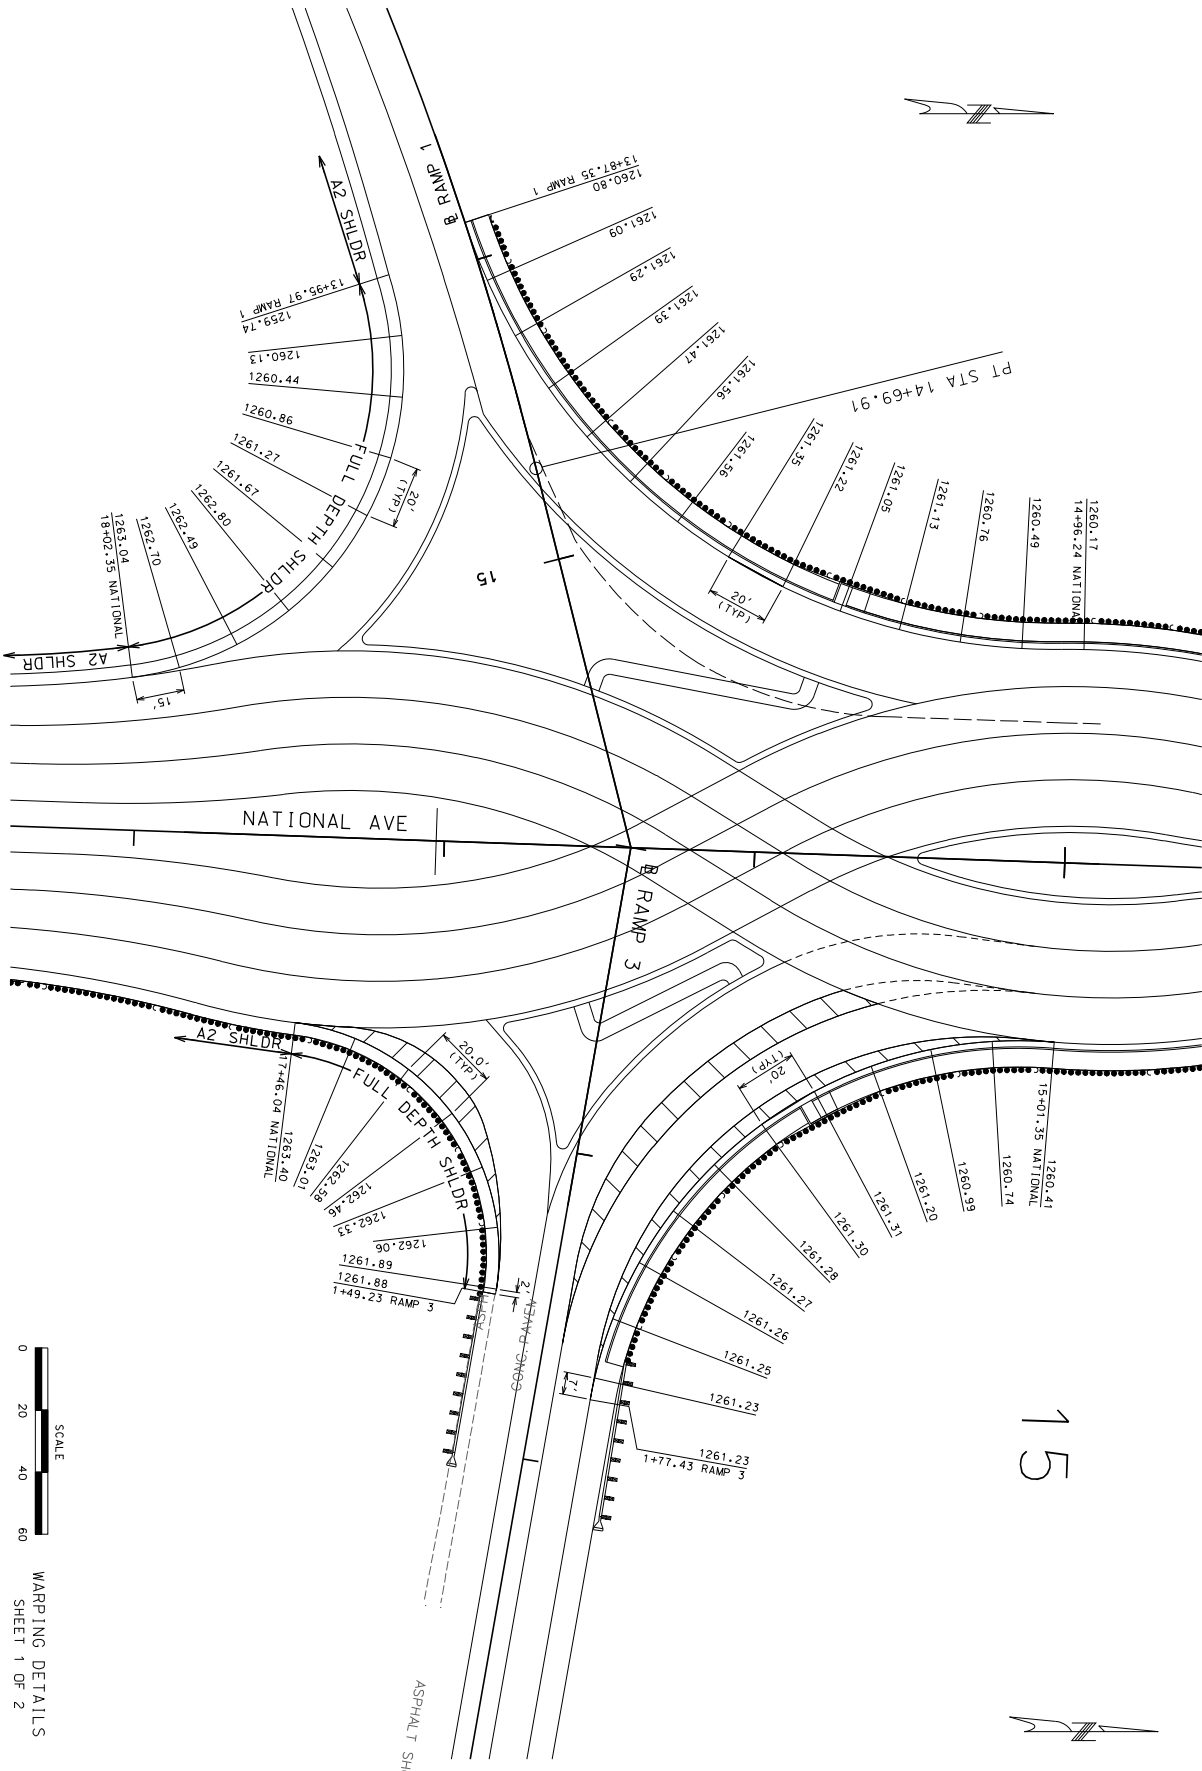 RAMP 1
A2 SHLDR
13+95.97 RAMP 1
1259.74
1260.13
1260.44
1260.86
1261.27
1261.67
1262.80
1262.49
1262.70
1263.04
18+02.35 NATIONAL
FULL DEPTH SHLDR
20'
(TYP)
A2 SHLDR
15'
13+87.35 RAMP 1
1260.80
1261.09
1261.29
1261.39
1261.47
1261.56
1261.56
1261.35
1261.22
1261.05
1261.13
1260.76
1260.49
1260.17
14+96.24 NATIONAL
PT STA 14+69.91
20'
(TYP)
15
NATIONAL AVE
RAMP 3
A2 SHLDR
FULL DEPTH SHLDR
20.0'
(TYP)
1263.40
17+46.04 NATIONAL
1263.01
1262.58
1262.46
1262.33
1262.06
1261.89
1261.88
1+49.23 RAMP 3
2'
20'
(TYP)
1260.41
15+01.35 NATIONAL
1260.74
1260.99
1261.20
1261.31
1261.30
1261.28
1261.27
1261.26
1261.25
1261.23
7'
1261.23
1+77.43 RAMP 3
CONC. PAVEM
ASPH
ASPHALT SH
15
0 20 40 60
SCALE
WARPING DETAILS
SHEET 1 OF 2